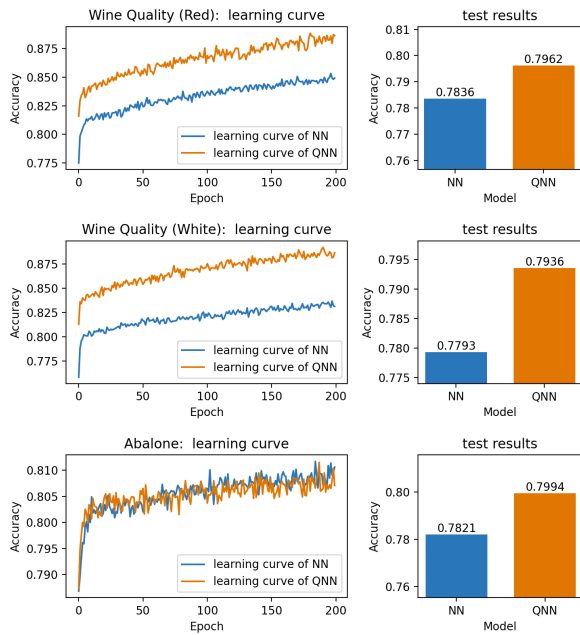 Wine Quality (Red):  learning curve
0.875
0.850
0.825
0.800
0.775
Accuracy
learning curve of NN
learning curve of QNN
0
50
100
150
200
Epoch
test results
0.81
0.80
0.79
0.78
0.77
0.76
Accuracy
0.7836
0.7962
NN
QNN
Model
Wine Quality (White):  learning curve
0.875
0.850
0.825
0.800
0.775
Accuracy
learning curve of NN
learning curve of QNN
0
50
100
150
200
Epoch
test results
0.795
0.790
0.785
0.780
0.775
Accuracy
0.7793
0.7936
NN
QNN
Model
Abalone:  learning curve
0.810
0.805
0.800
0.795
0.790
Accuracy
learning curve of NN
learning curve of QNN
0
50
100
150
200
Epoch
test results
0.80
0.78
0.76
Accuracy
0.7821
0.7994
NN
QNN
Model